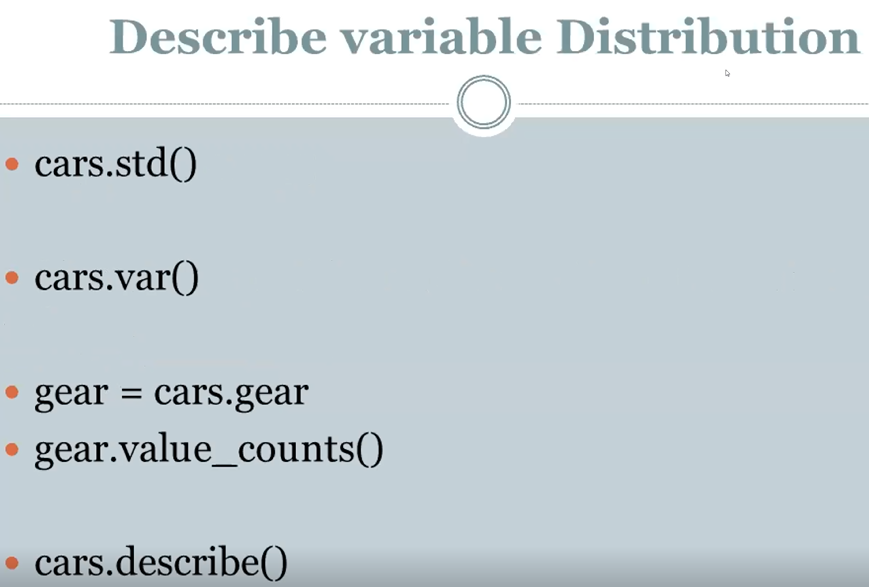 Describe variable Distribution
cars.std()
cars.var()
gear = cars.gear
gear.value_counts()
cars.describe()